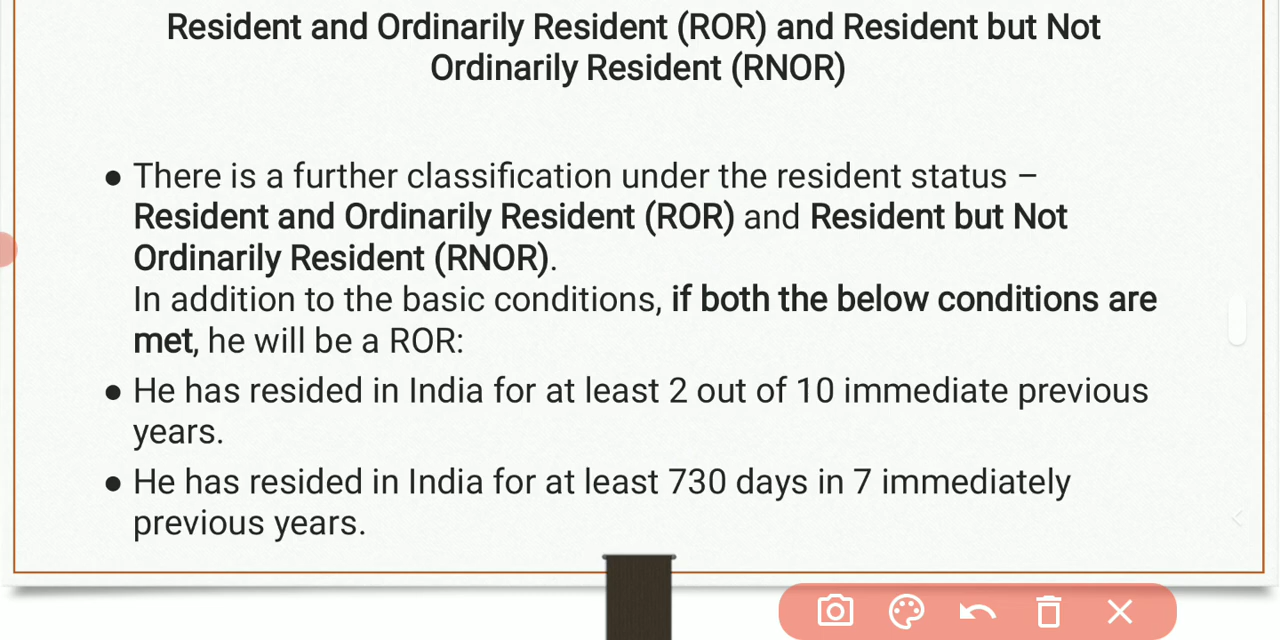 Resident and Ordinarily Resident (ROR) and Resident but Not
Ordinarily Resident (RNOR)
● There is a further classification under the resident status –
Resident and Ordinarily Resident (ROR) and Resident but Not
Ordinarily Resident (RNOR).
In addition to the basic conditions, if both the below conditions are
met, he will be a ROR:
● He has resided in India for at least 2 out of 10 immediate previous
years.
● He has resided in India for at least 730 days in 7 immediately
previous years.